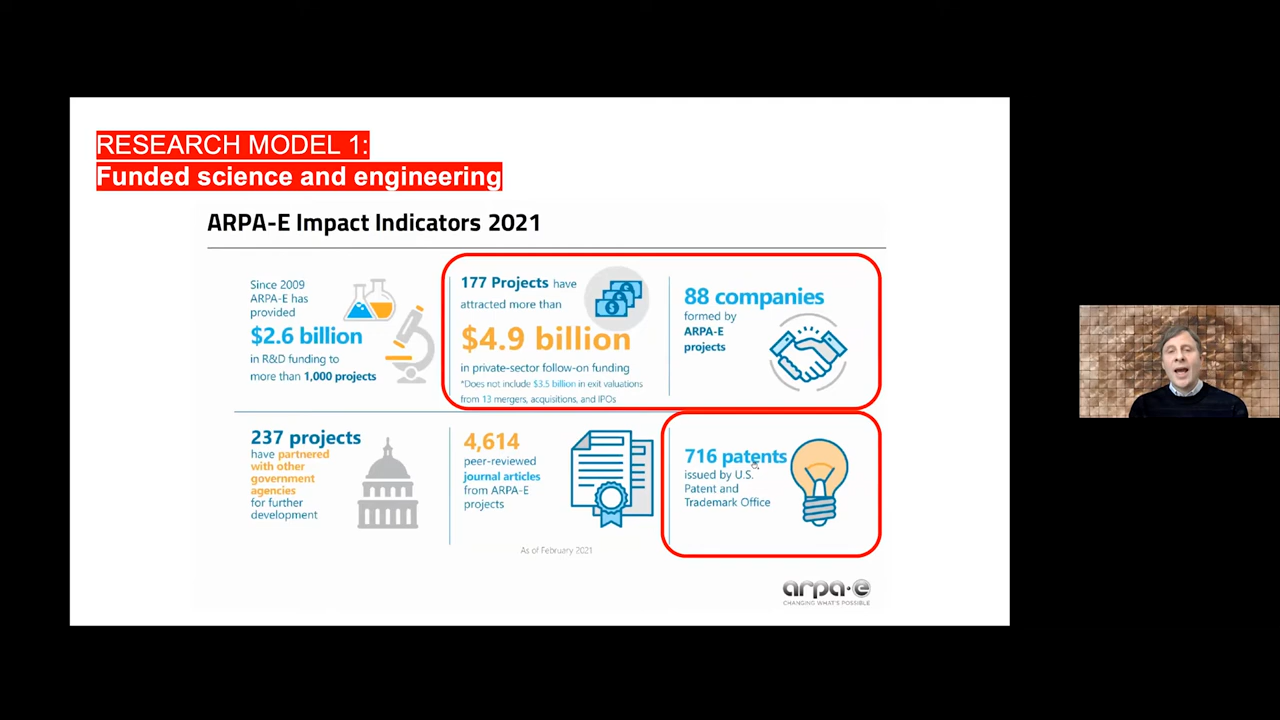 RESEARCH MODEL 1:
Funded science and engineering
ARPA-E Impact Indicators 2021
Since 2009
ARPA-E has
provided
$2.6 billion
in R&D funding to
more than 1,000 projects
177 Projects have
attracted more than
$4.9 billion
in private-sector follow-on funding
*Does not include $3.5 billion in exit valuations
from 13 mergers, acquisitions, and IPOs
88 companies
formed by
ARPA-E
projects
237 projects
have partnered
with other
government
agencies
for further
development
4,614
peer-reviewed
journal articles
from ARPA-E
projects
716 patents
issued by U.S.
Patent and
Trademark Office
As of February 2021
arpa-e
CHANGING WHAT'S POSSIBLE